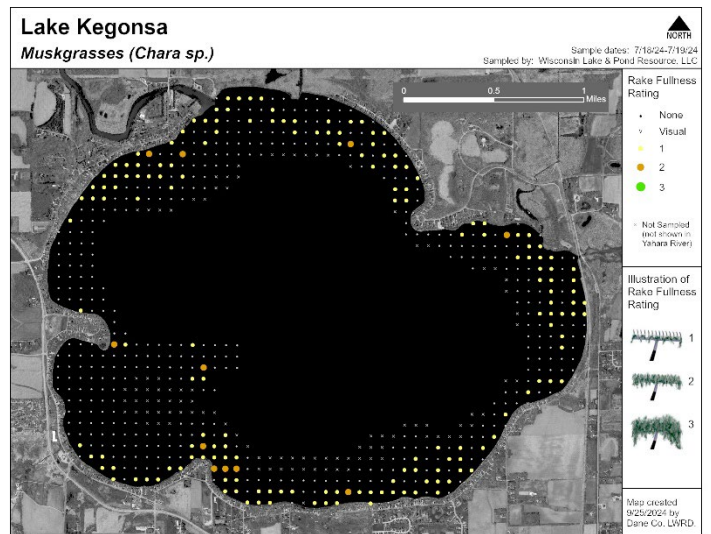 Lake Kegonsa
Muskgrasses (Chara sp.)
NORTH
Sample dates: 7/18/24-7/19/24
Sampled by: Wisconsin Lake & Pond Resource, LLC
0 0.5 1
Miles
Rake Fullness
Rating
None
Visual
1
2
3
Not Sampled
(not shown in
Yahara River)
Illustration of
Rake Fullness
Rating
1
2
3
Map created
9/25/2024 by
Dane Co. LWRD.